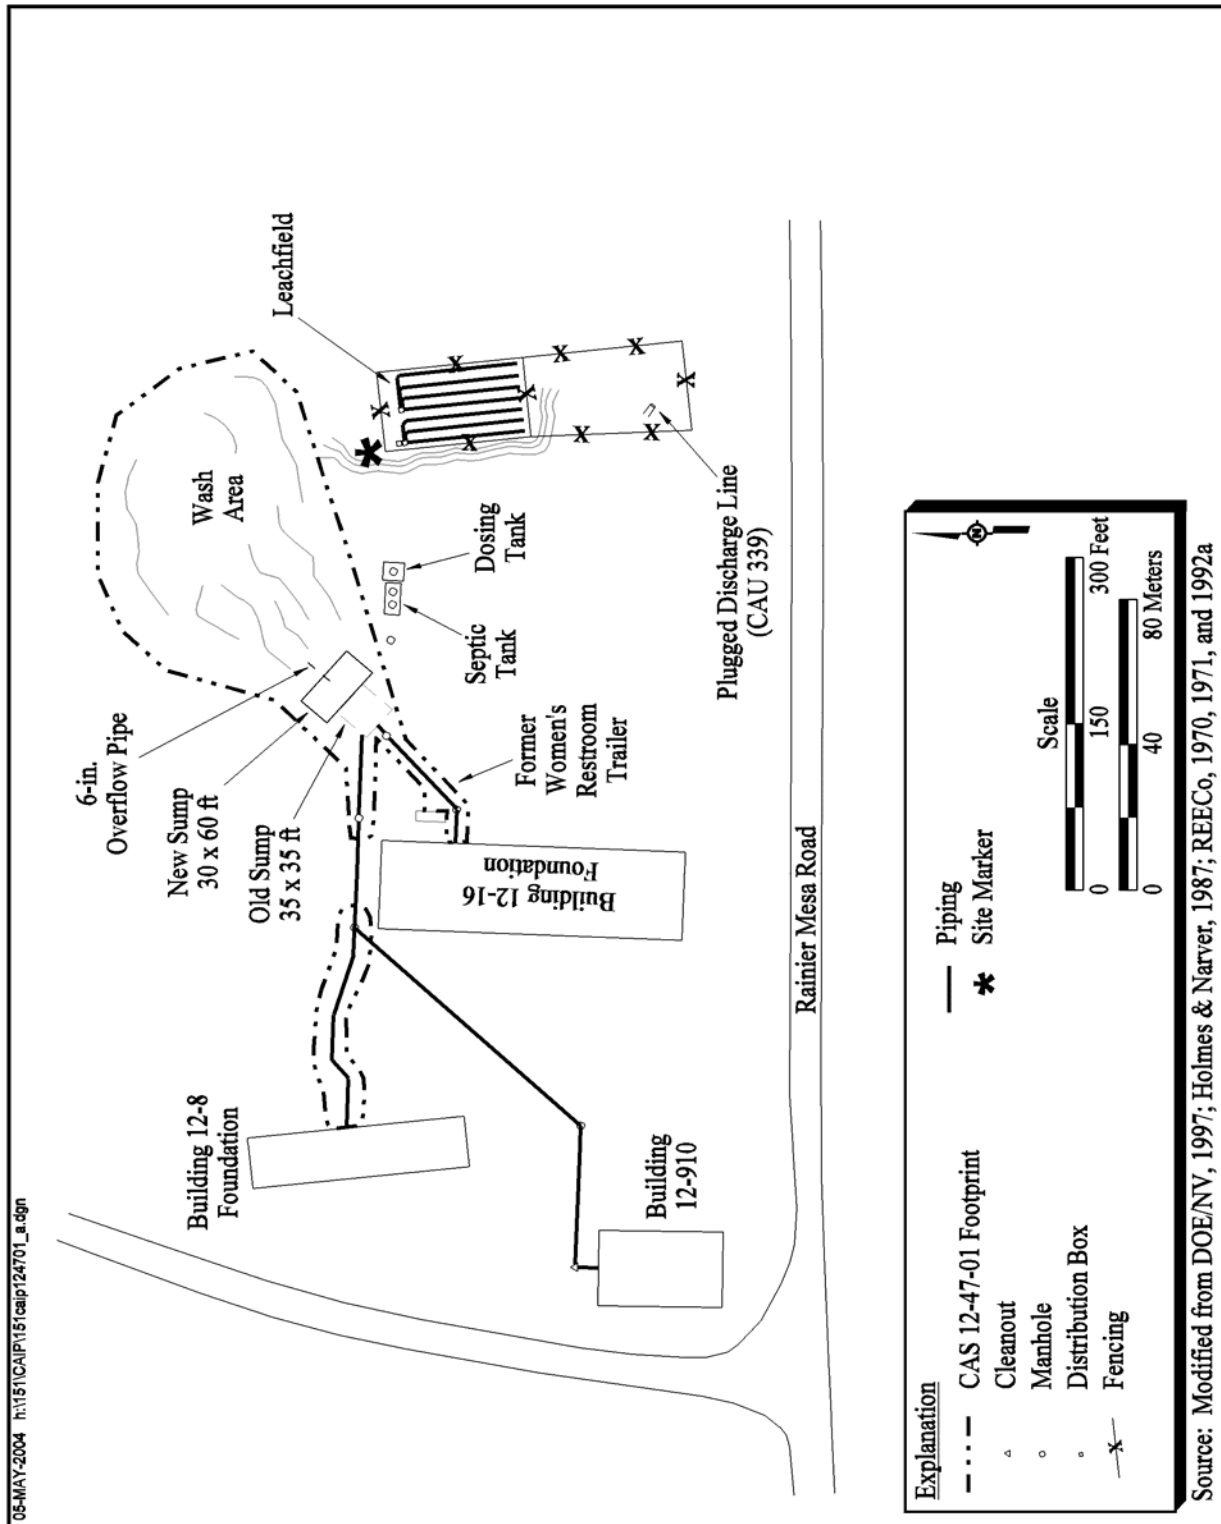 05-MAY-2004 h:\151\CAIP\151caip124701_a.dgn
6-in.
Overflow Pipe
New Sump
30 x 60 ft
Old Sump
35 x 35 ft
Building 12-8
Foundation
Wash
Area
Leachfield
Septic
Tank
Dosing
Tank
Former
Women's
Restroom
Trailer
Building 12-16
Foundation
Building
12-910
Plugged Discharge Line
(CAU 339)
X
X
X
X
X
X
X
X
X
Rainier Mesa Road
Explanation
CAS 12-47-01 Footprint
Cleanout
Manhole
Distribution Box
X Fencing
Piping
Site Marker
N
Scale
0 150 300 Feet
0 40 80 Meters
Source: Modified from DOE/NV, 1997; Holmes & Narver, 1987; REECo, 1970, 1971, and 1992a